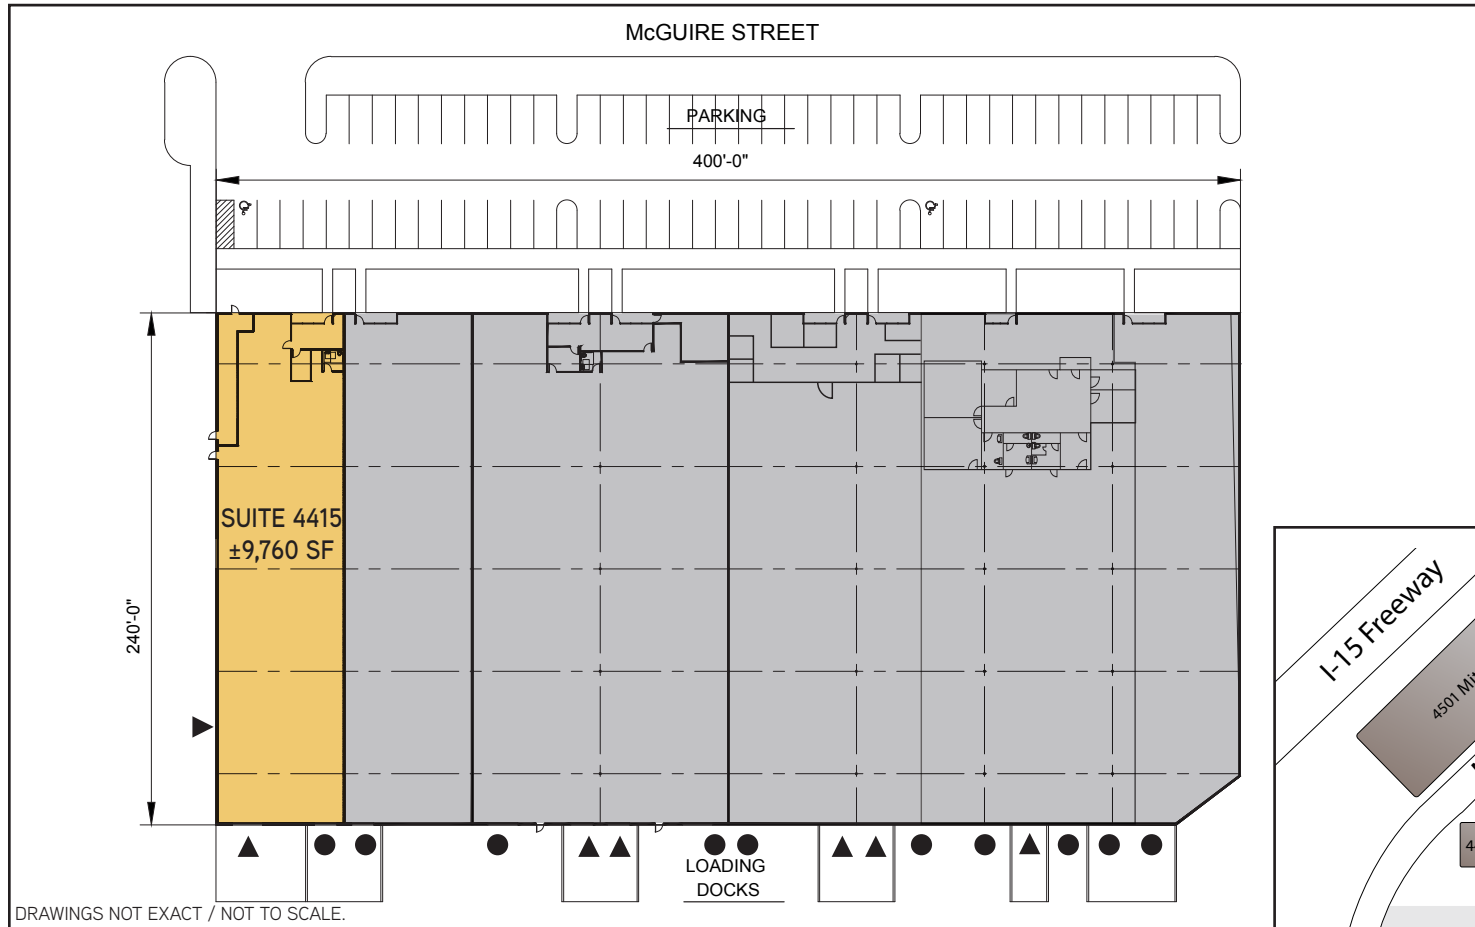 McGUIRE STREET
PARKING
400'-0"
SUITE 4415
±9,760 SF
240'-0"
LOADING
DOCKS
DRAWINGS NOT EXACT / NOT TO SCALE.
I-15 Freeway
4501